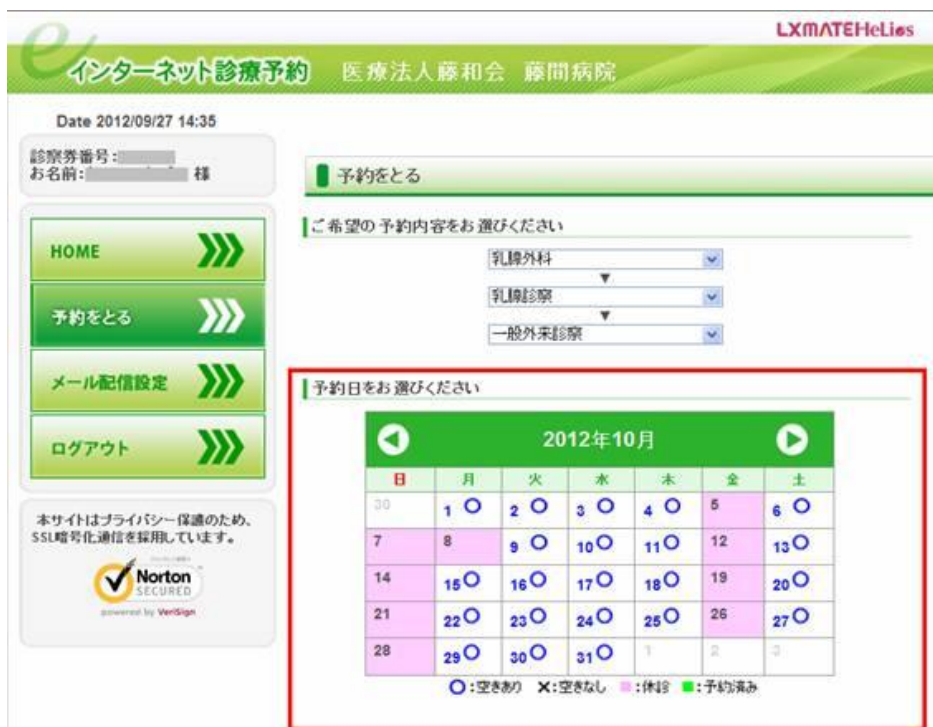 LXMATEHeLios
e インターネット診療予約 医療法人藤和会 藤間病院
Date 2012/09/27 14:35
診察券番号:
お名前: 様
HOME
予約をとる
メール配信設定
ログアウト
本サイトはプライバシー保護のため、
SSL暗号化通信を採用しています。
Norton
SECURED
powered by VeriSign
予約をとる
ご希望の予約内容をお選びください
乳腺外科
▼
乳腺診察
▼
一般外来診察
予約日をお選びください
2012年10月
日 月 火 水 木 金 土
30 1 ○ 2 ○ 3 ○ 4 ○ 5 6 ○
7 8 9 ○ 10 ○ 11 ○ 12 13 ○
14 15 ○ 16 ○ 17 ○ 18 ○ 19 20 ○
21 22 ○ 23 ○ 24 ○ 25 ○ 26 27 ○
28 29 ○ 30 ○ 31 ○ 1 2 3
○:空きあり ×:空きなし ■:休診 ■:予約済み